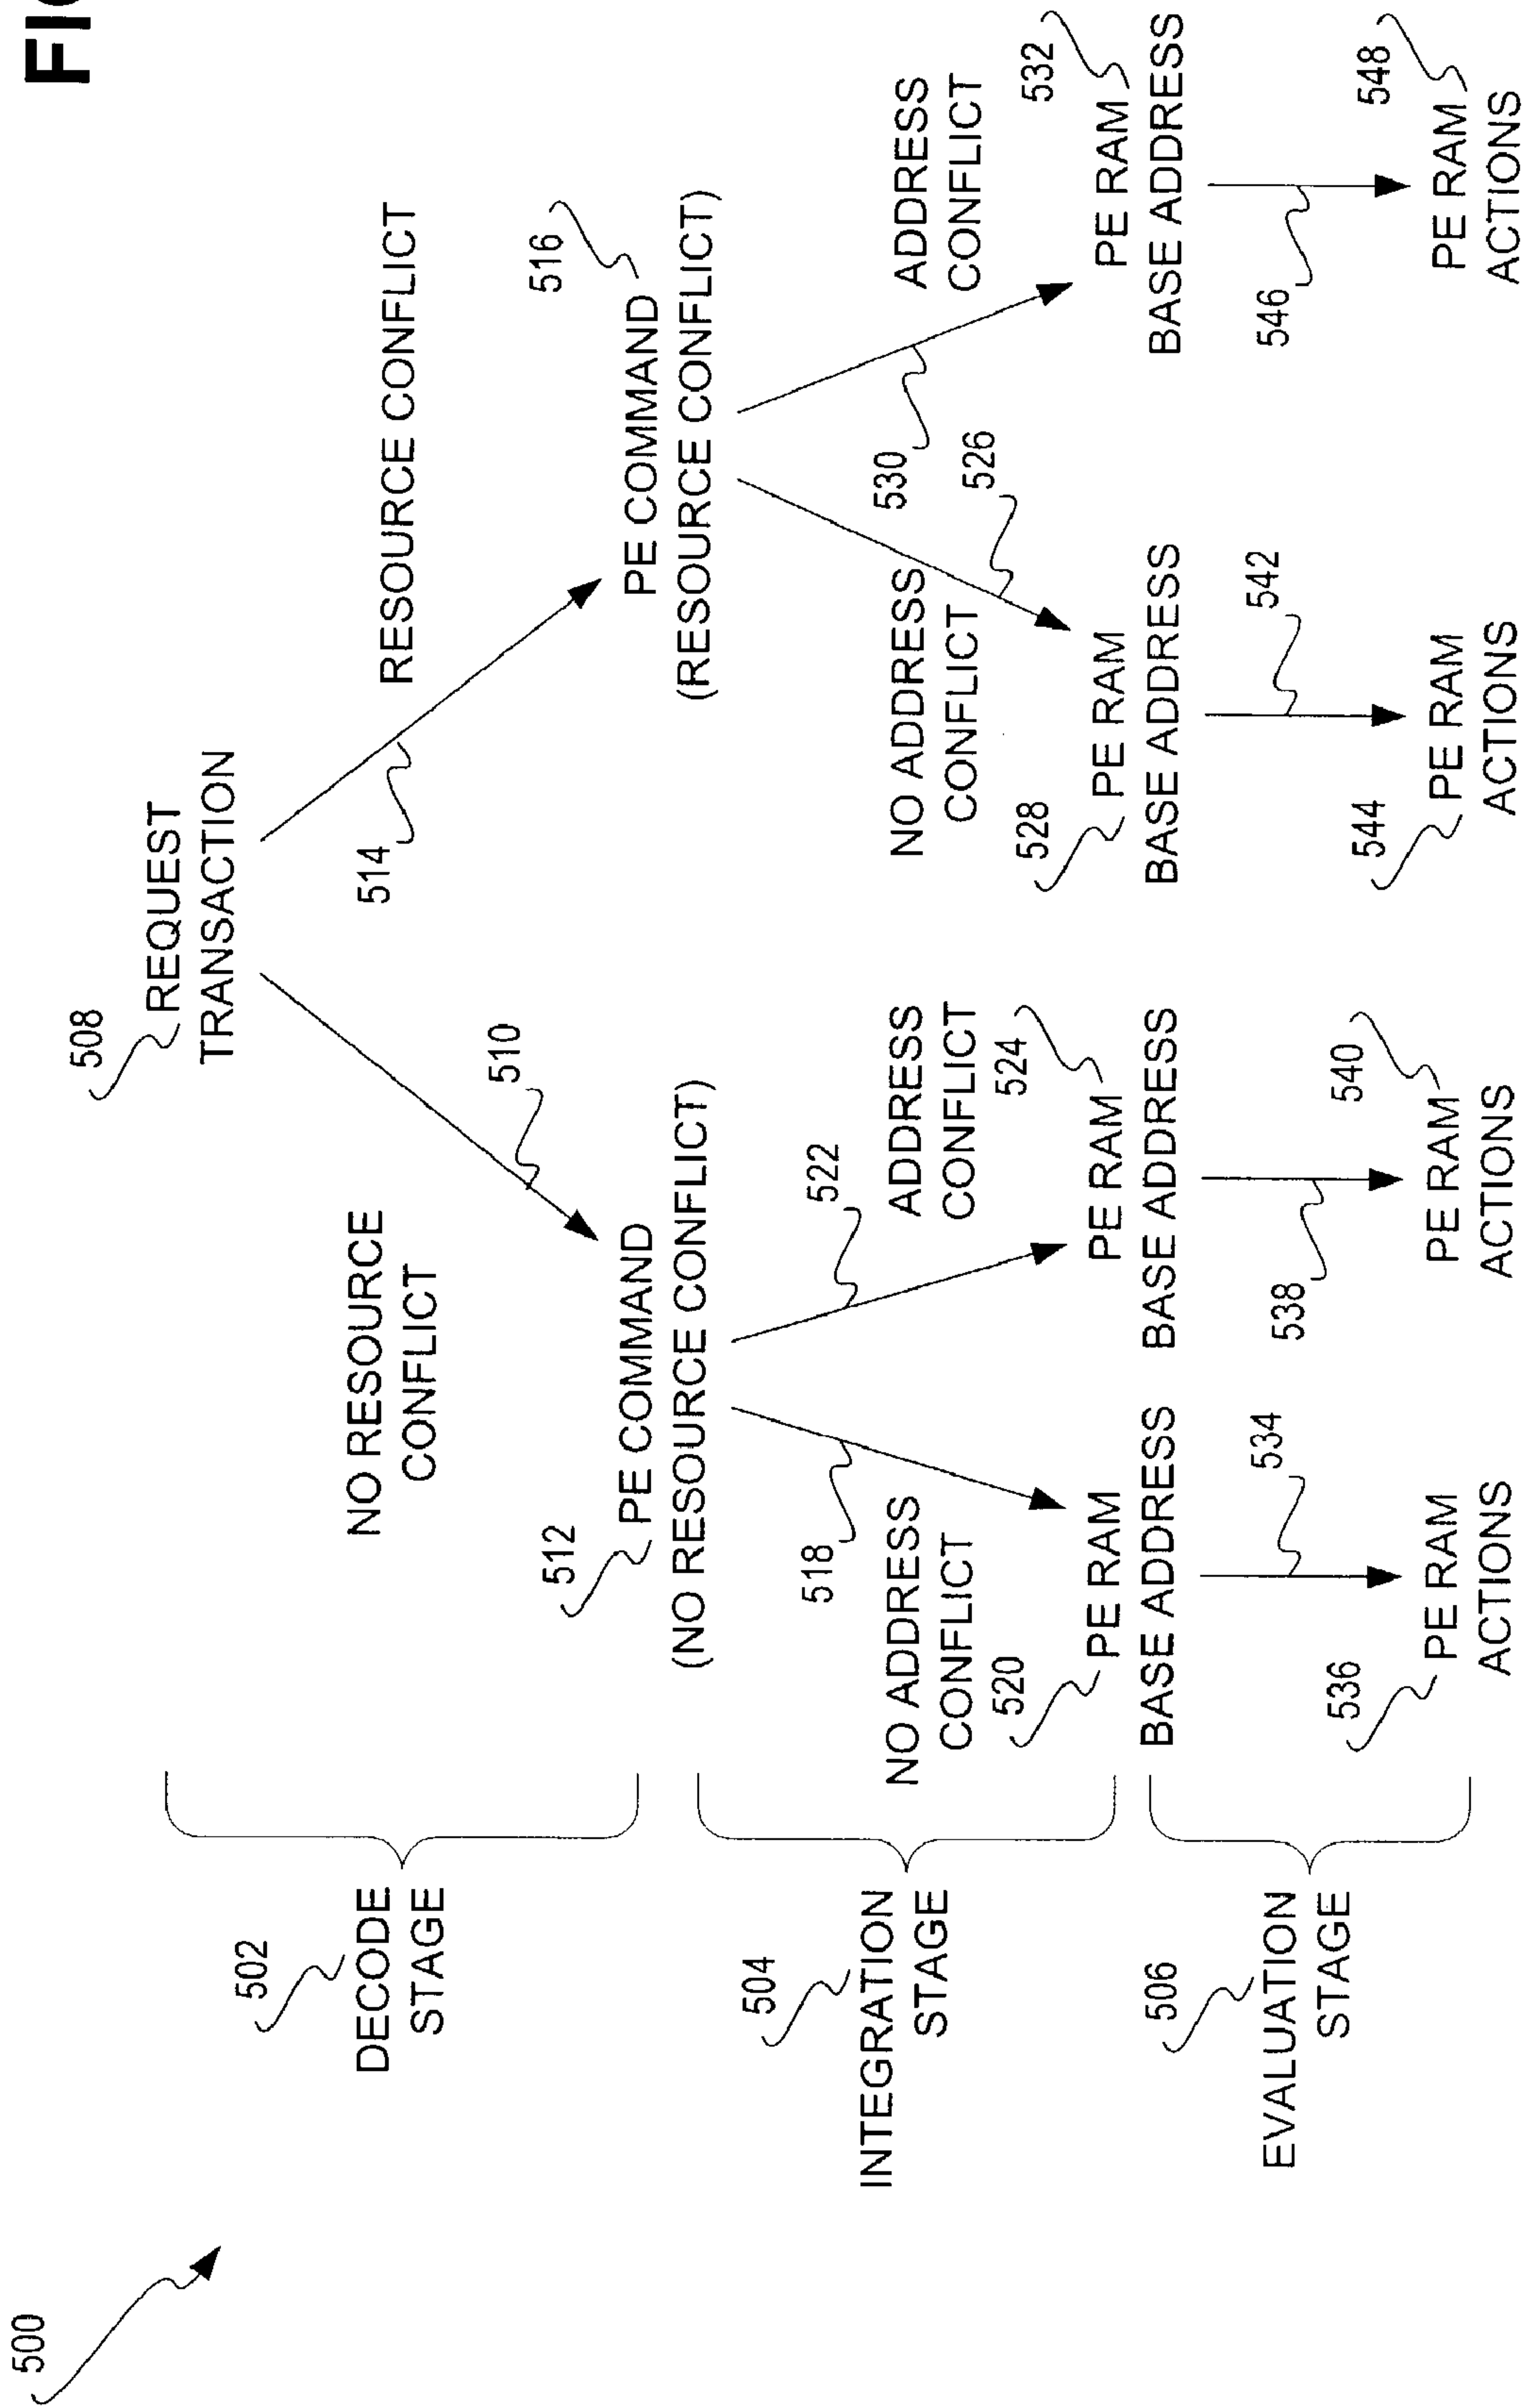 FIG
500
508
REQUEST
TRANSACTION
502
DECODE
STAGE
NO RESOURCE
CONFLICT
510
514
RESOURCE CONFLICT
512
PE COMMAND
(NO RESOURCE CONFLICT)
516
PE COMMAND
(RESOURCE CONFLICT)
504
INTEGRATION
STAGE
518
NO ADDRESS
CONFLICT
522
ADDRESS
CONFLICT
NO ADDRESS
CONFLICT
526
530
ADDRESS
CONFLICT
520
PE RAM
BASE ADDRESS
524
PE RAM
BASE ADDRESS
528
PE RAM
BASE ADDRESS
532
PE RAM
BASE ADDRESS
506
EVALUATION
STAGE
534
538
542
546
536
PE RAM
ACTIONS
540
PE RAM
ACTIONS
544
PE RAM
ACTIONS
548
PE RAM
ACTIONS